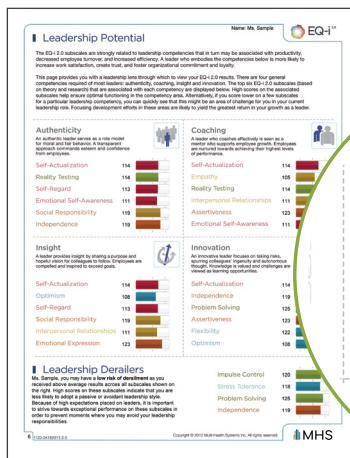 Name: Ms. Sample
EQ-i 2.0
Leadership Potential
The EQ-i 2.0 subscales are strongly related to leadership competencies that in turn may be associated with productivity,
decreased employee turnover, and increased efficiency. A leader who embodies the competencies below is more likely to
increase work satisfaction, create trust, and foster organizational commitment and loyalty.
This page provides you with a leadership lens through which to view your EQ-i 2.0 results. There are four general
competencies required of most leaders: authenticity, coaching, insight and innovation. The top six EQ-i 2.0 subscales (based
on theory and research) that are associated with each competency are displayed below. High scores on the associated
subscales help ensure optimal functioning in the competency area. Alternatively, if you score lower on a few subscales
for a particular leadership competency, you can quickly see that this might be an area of challenge for you in your current
leadership role. Focusing development efforts in these areas are likely to yield the greatest return in your growth as a leader.
Authenticity
An authentic leader serves as a role model
for moral and fair behavior. A transparent
approach commands esteem and confidence
from employees.
Self-Actualization 114
Reality Testing 114
Self-Regard 113
Emotional Self-Awareness 111
Social Responsibility 119
Independence 119
Coaching
A leader who coaches effectively is seen as a
mentor who supports employee growth. Employees
are nurtured towards achieving their highest levels
of performance.
Self-Actualization 114
Empathy 105
Reality Testing 114
Interpersonal Relationships 111
Assertiveness 123
Emotional Self-Awareness 111
Insight
A leader provides insight by sharing a purpose and
hopeful vision for colleagues to follow. Employees are
compelled and inspired to exceed goals.
Self-Actualization 114
Optimism 108
Self-Regard 113
Social Responsibility 119
Interpersonal Relationships 111
Emotional Expression 123
Innovation
An innovative leader focuses on taking risks,
spurring colleagues' ingenuity and autonomous
thought. Knowledge is valued and challenges are
viewed as learning opportunities.
Self-Actualization 114
Independence 119
Problem Solving 125
Assertiveness 123
Flexibility 122
Optimism 108
Leadership Derailers
Ms. Sample, you may have a low risk of derailment as you
received above average results across all subscales shown on
the right. High scores on these subscales indicate that you are
less likely to adopt a passive or avoidant leadership style.
Because of high expectations placed on leaders, it is important
to strive towards exceptional performance on these subscales in
order to prevent moments where you may avoid your leadership
responsibilities.
Impulse Control 120
Stress Tolerance 118
Problem Solving 125
Independence 119
6
Copyright © 2012 Multi-Health Systems Inc. All rights reserved.
MHS